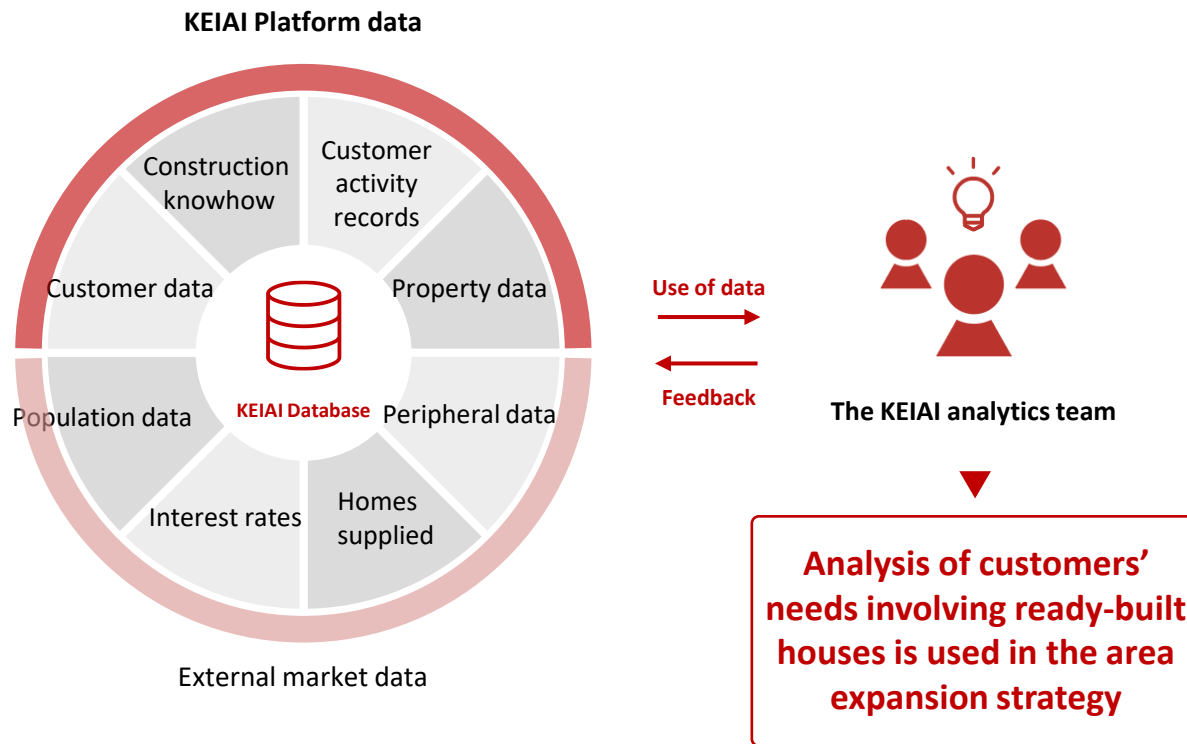 KEIAI Platform data
Construction
knowhow
Customer
activity
records
Customer data
Property data
KEIAI Database
Population data
Peripheral data
Interest rates
Homes
supplied
External market data
Use of data
Feedback
The KEIAI analytics team
Analysis of customers’
needs involving ready-built
houses is used in the area
expansion strategy